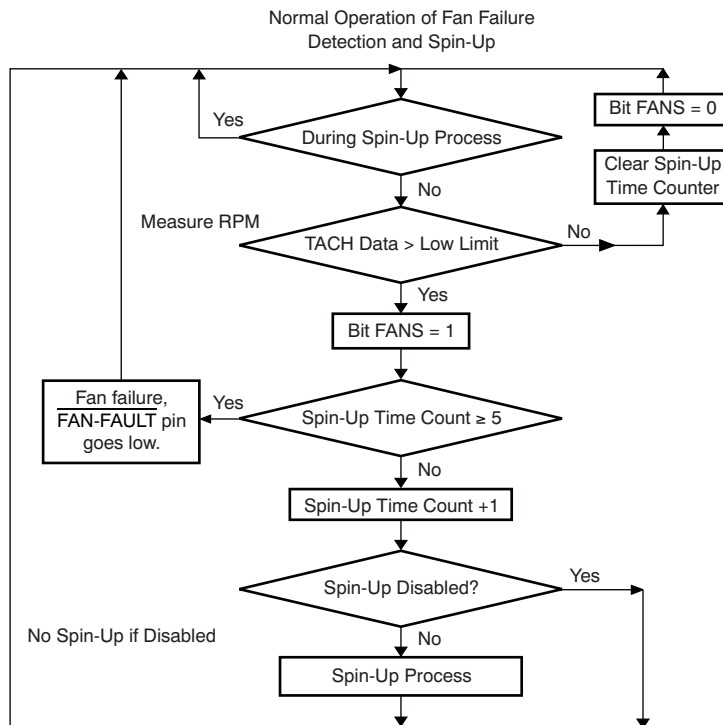 Normal Operation of Fan Failure
Detection and Spin-Up
Yes
During Spin-Up Process
Bit FANS = 0
No
Clear Spin-Up
Time Counter
Measure RPM
TACH Data > Low Limit
No
Yes
Bit FANS = 1
Fan failure,
FAN-FAULT pin
goes low.
Yes
Spin-Up Time Count ≥ 5
No
Spin-Up Time Count +1
Spin-Up Disabled?
Yes
No Spin-Up if Disabled
No
Spin-Up Process